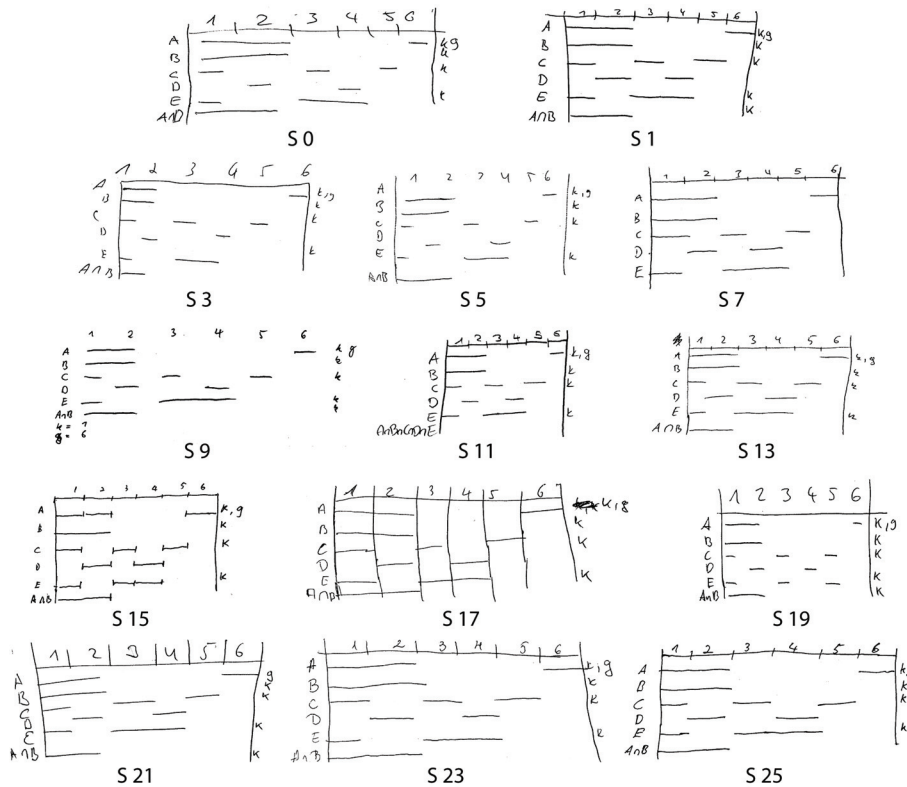 1 2 3 4 5 6
A k,g
B k
C k
D
E k
A∩B
S 0
1 2 3 4 5 6
A k,g
B k
C k
D
E k
A∩B k
S 1
1 2 3 4 5 6
A k,g
B k
C k
D
E k
A∩B
S 3
1 2 3 4 5 6
A k,g
B k
C k
D
E k
A∩B
S 5
1 2 3 4 5 6
A
B
C
D
E
S 7
1 2 3 4 5 6
A k g
B k
C k
D
E k
A∩B k
k = 7
g = 6
S 9
1 2 3 4 5 6
A k,g
B k
C k
D
E k
A∩B∩C∩D∩E
S 11
1 2 3 4 5 6
A k,g
B k
C k
D
E k
A∩B
S 13
1 2 3 4 5 6
A k,g
B k
C k
D
E k
A∩B
S 15
1 2 3 4 5 6
A k,g
B k
C k
D
E k
A∩B
S 17
1 2 3 4 5 6
A k,g
B k
C k
D
E k
A∩B k
S 19
1 2 3 4 5 6
A g
B k
C
D k
E
A∩B k
S 21
1 2 3 4 5 6
A k,g
B k
C k
D
E k
A∩B
S 23
1 2 3 4 5 6
A k,
B k
C k
D
E k
A∩B
S 25